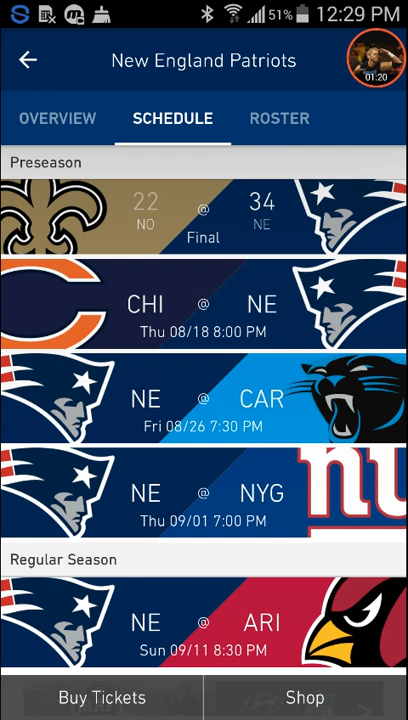 51% 12:29 PM
New England Patriots
01:20
OVERVIEW SCHEDULE ROSTER
Preseason
22 @ 34
NO NE
Final
CHI @ NE
Thu 08/18 8:00 PM
NE @ CAR
Fri 08/26 7:30 PM
NE @ NYG
Thu 09/01 7:00 PM
ny
Regular Season
NE @ ARI
Sun 09/11 8:30 PM
Buy Tickets Shop